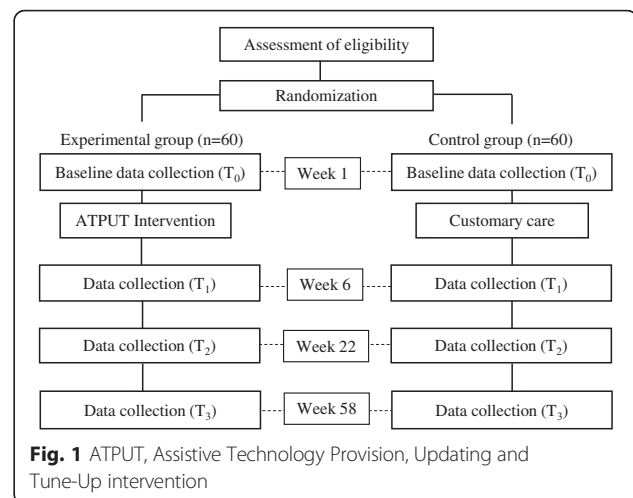 Assessment of eligibility
Randomization
Experimental group (n=60) Control group (n=60)
Baseline data collection (T₀) Week 1 Baseline data collection (T₀)
ATPUT Intervention Customary care
Data collection (T₁) Week 6 Data collection (T₁)
Data collection (T₂) Week 22 Data collection (T₂)
Data collection (T₃) Week 58 Data collection (T₃)
Fig. 1 ATPUT, Assistive Technology Provision, Updating and
Tune-Up intervention